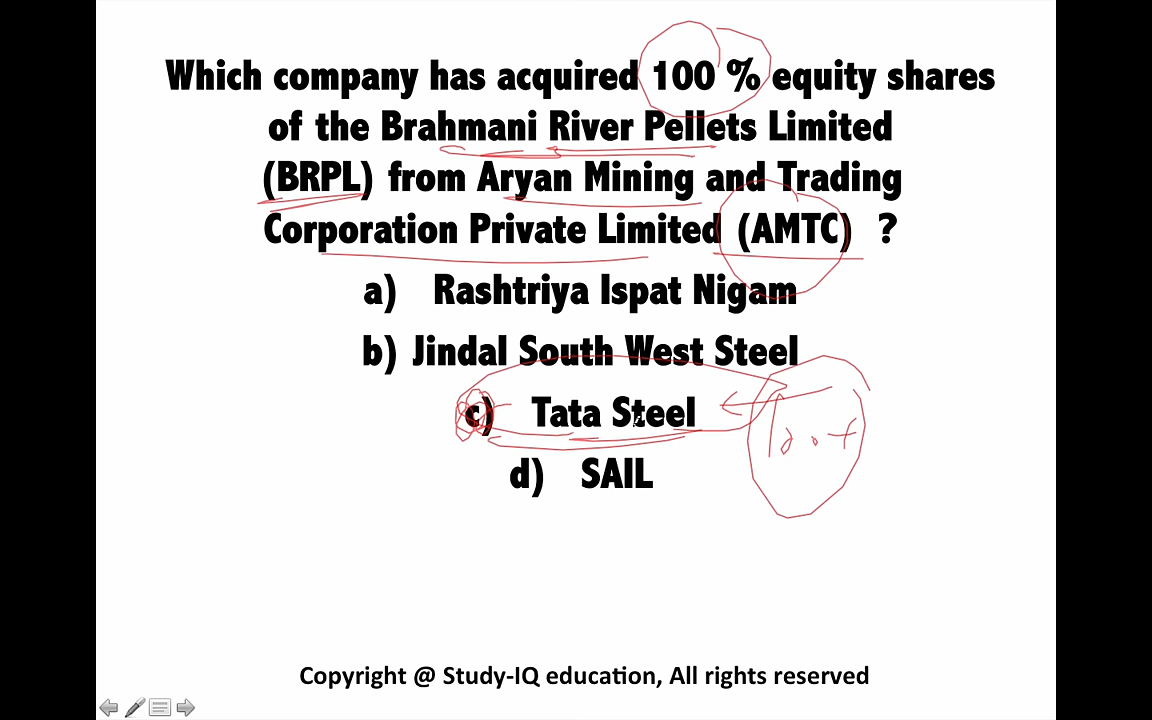 Which company has acquired 100 % equity shares
of the Brahmani River Pellets Limited
(BRPL) from Aryan Mining and Trading
Corporation Private Limited (AMTC) ?
a) Rashtriya Ispat Nigam
b) Jindal South West Steel
c) Tata Steel
d) SAIL
Copyright @ Study-IQ education, All rights reserved